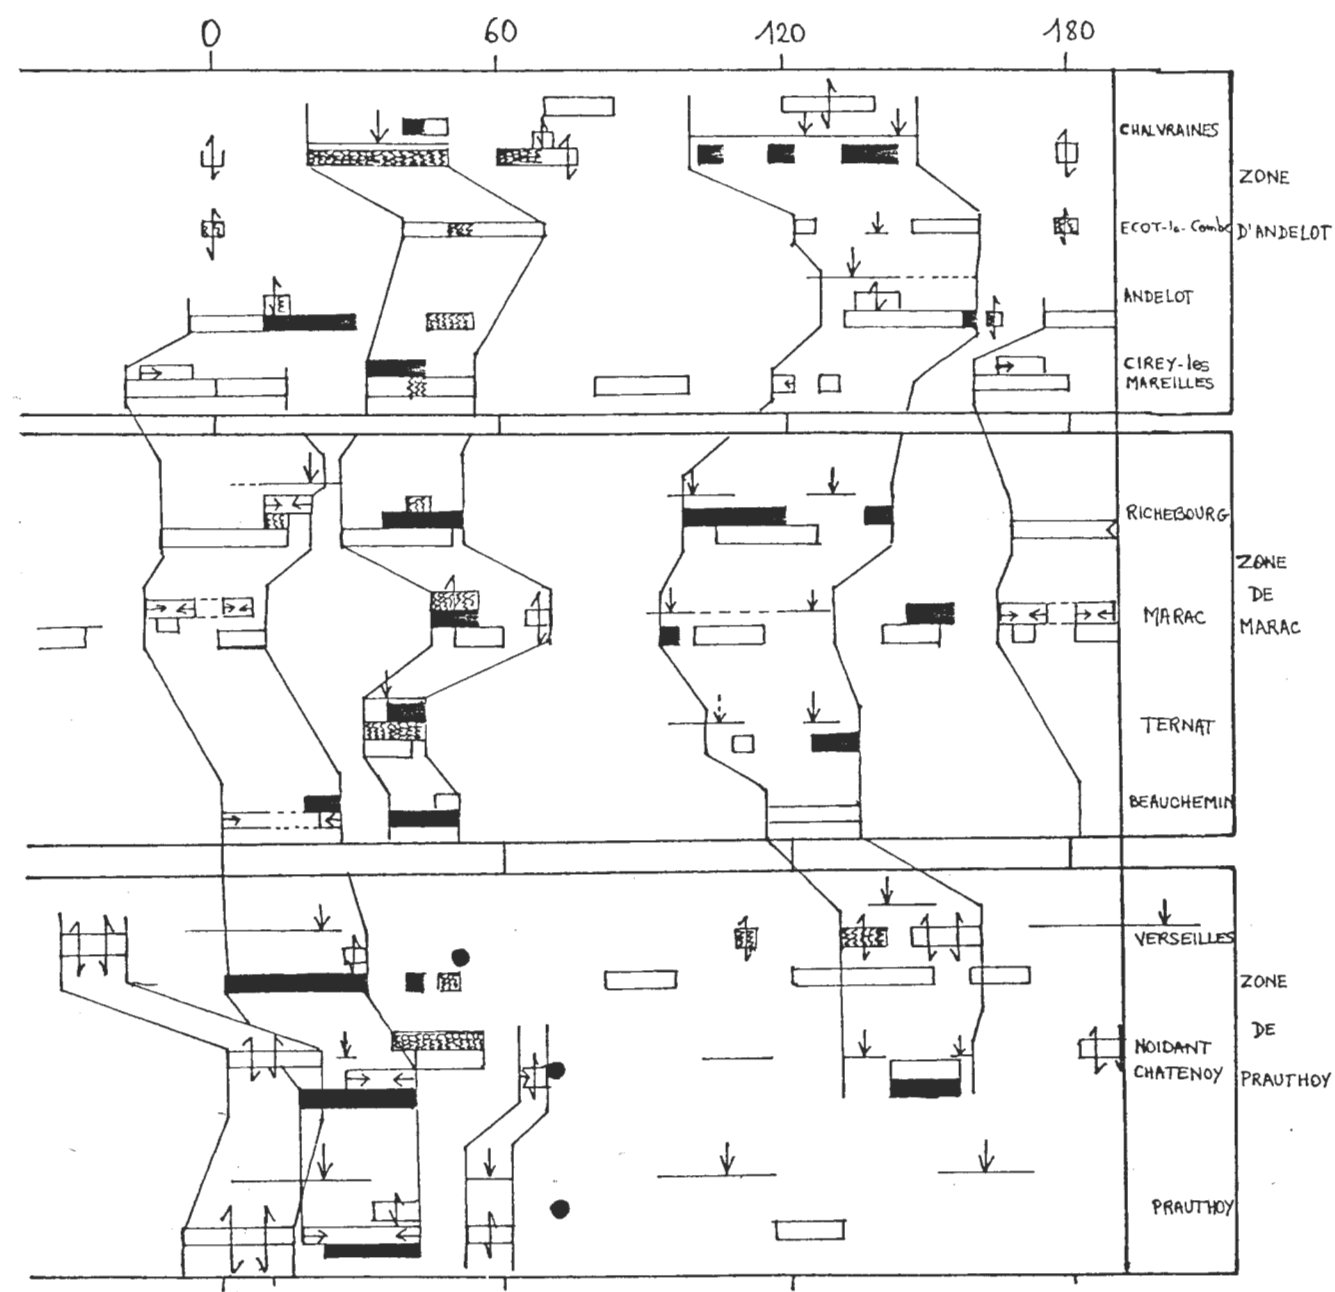 0 60 120 180
CHALVRAINES
ZONE
ECOT-la-Combe D'ANDELOT
ANDELOT
CIREY-les
MAREILLES
RICHEBOURG
ZONE
DE
MARAC
MARAC
TERNAT
BEAUCHEMIN
VERSEILLES
ZONE
DE
NOIDANT
CHATENOY PRAUTHOY
PRAUTHOY